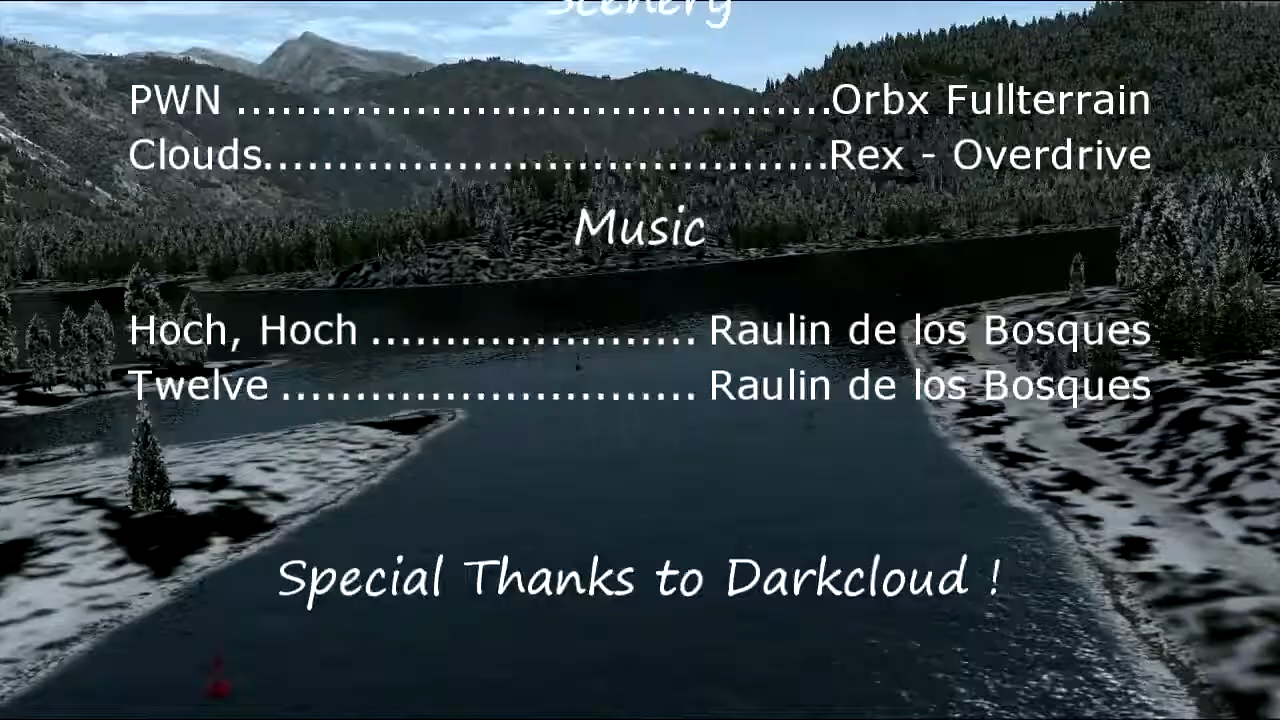 Scenery
PWN ........................................Orbx Fullterrain
Clouds......................................Rex - Overdrive
Music
Hoch, Hoch ...................... Raulin de los Bosques
Twelve ............................ Raulin de los Bosques
Special Thanks to Darkcloud !